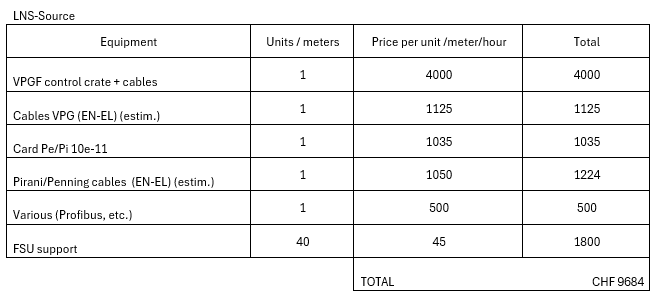 LNS-Source
Equipment Units / meters Price per unit /meter/hour Total
VPGF control crate + cables 1 4000 4000
Cables VPG (EN-EL) (estim.) 1 1125 1125
Card Pe/Pi 10e-11 1 1035 1035
Pirani/Penning cables (EN-EL) (estim.) 1 1050 1224
Various (Profibus, etc.) 1 500 500
FSU support 40 45 1800
TOTAL CHF 9684